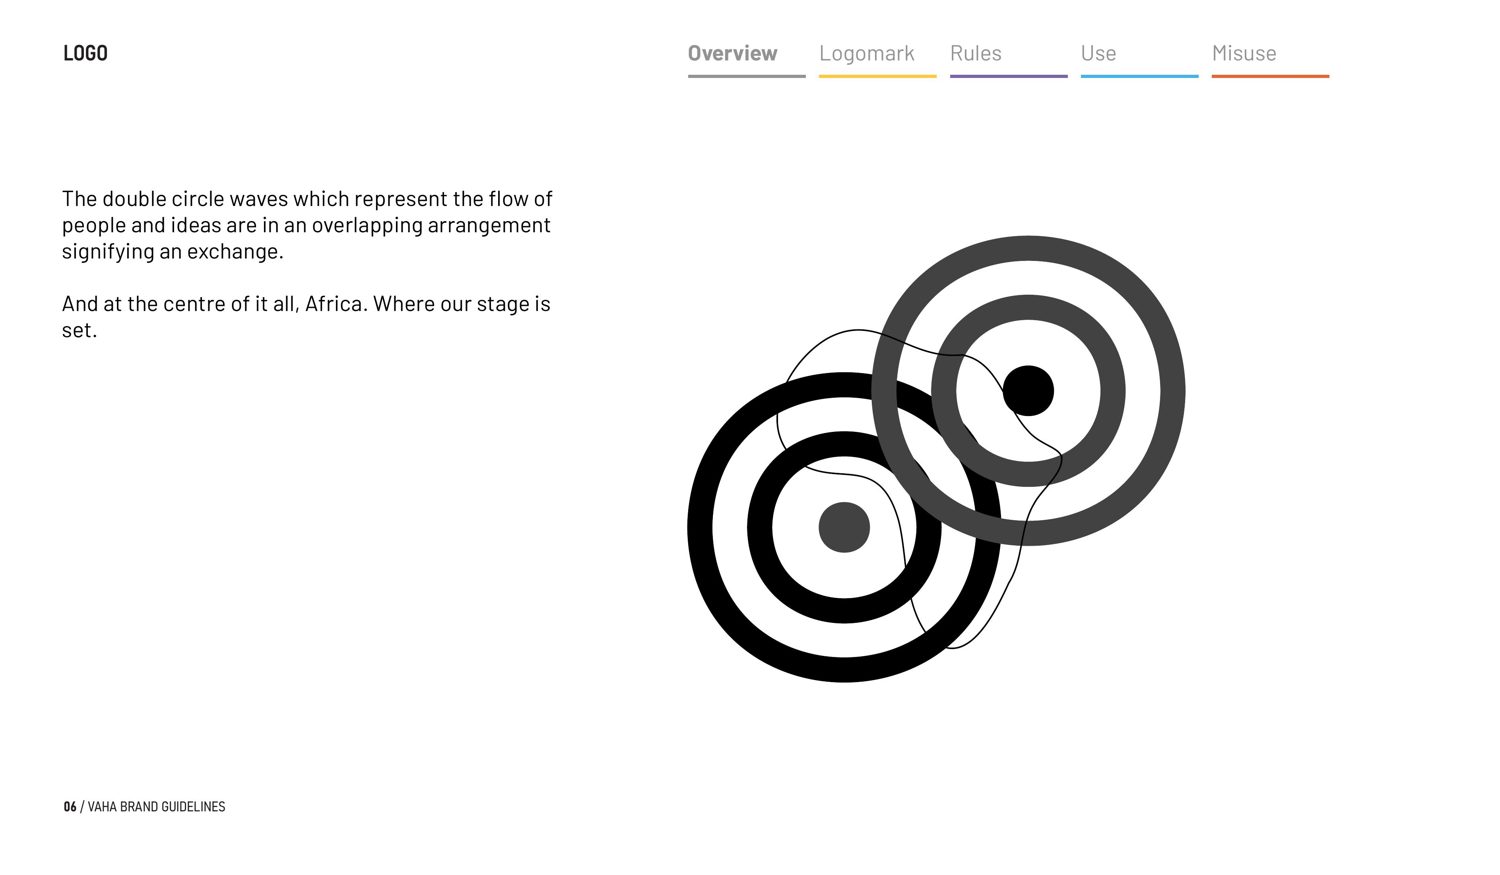 LOGO
Overview Logomark Rules Use Misuse
The double circle waves which represent the flow of
people and ideas are in an overlapping arrangement
signifying an exchange.
And at the centre of it all, Africa. Where our stage is
set.
06 / VAHA BRAND GUIDELINES